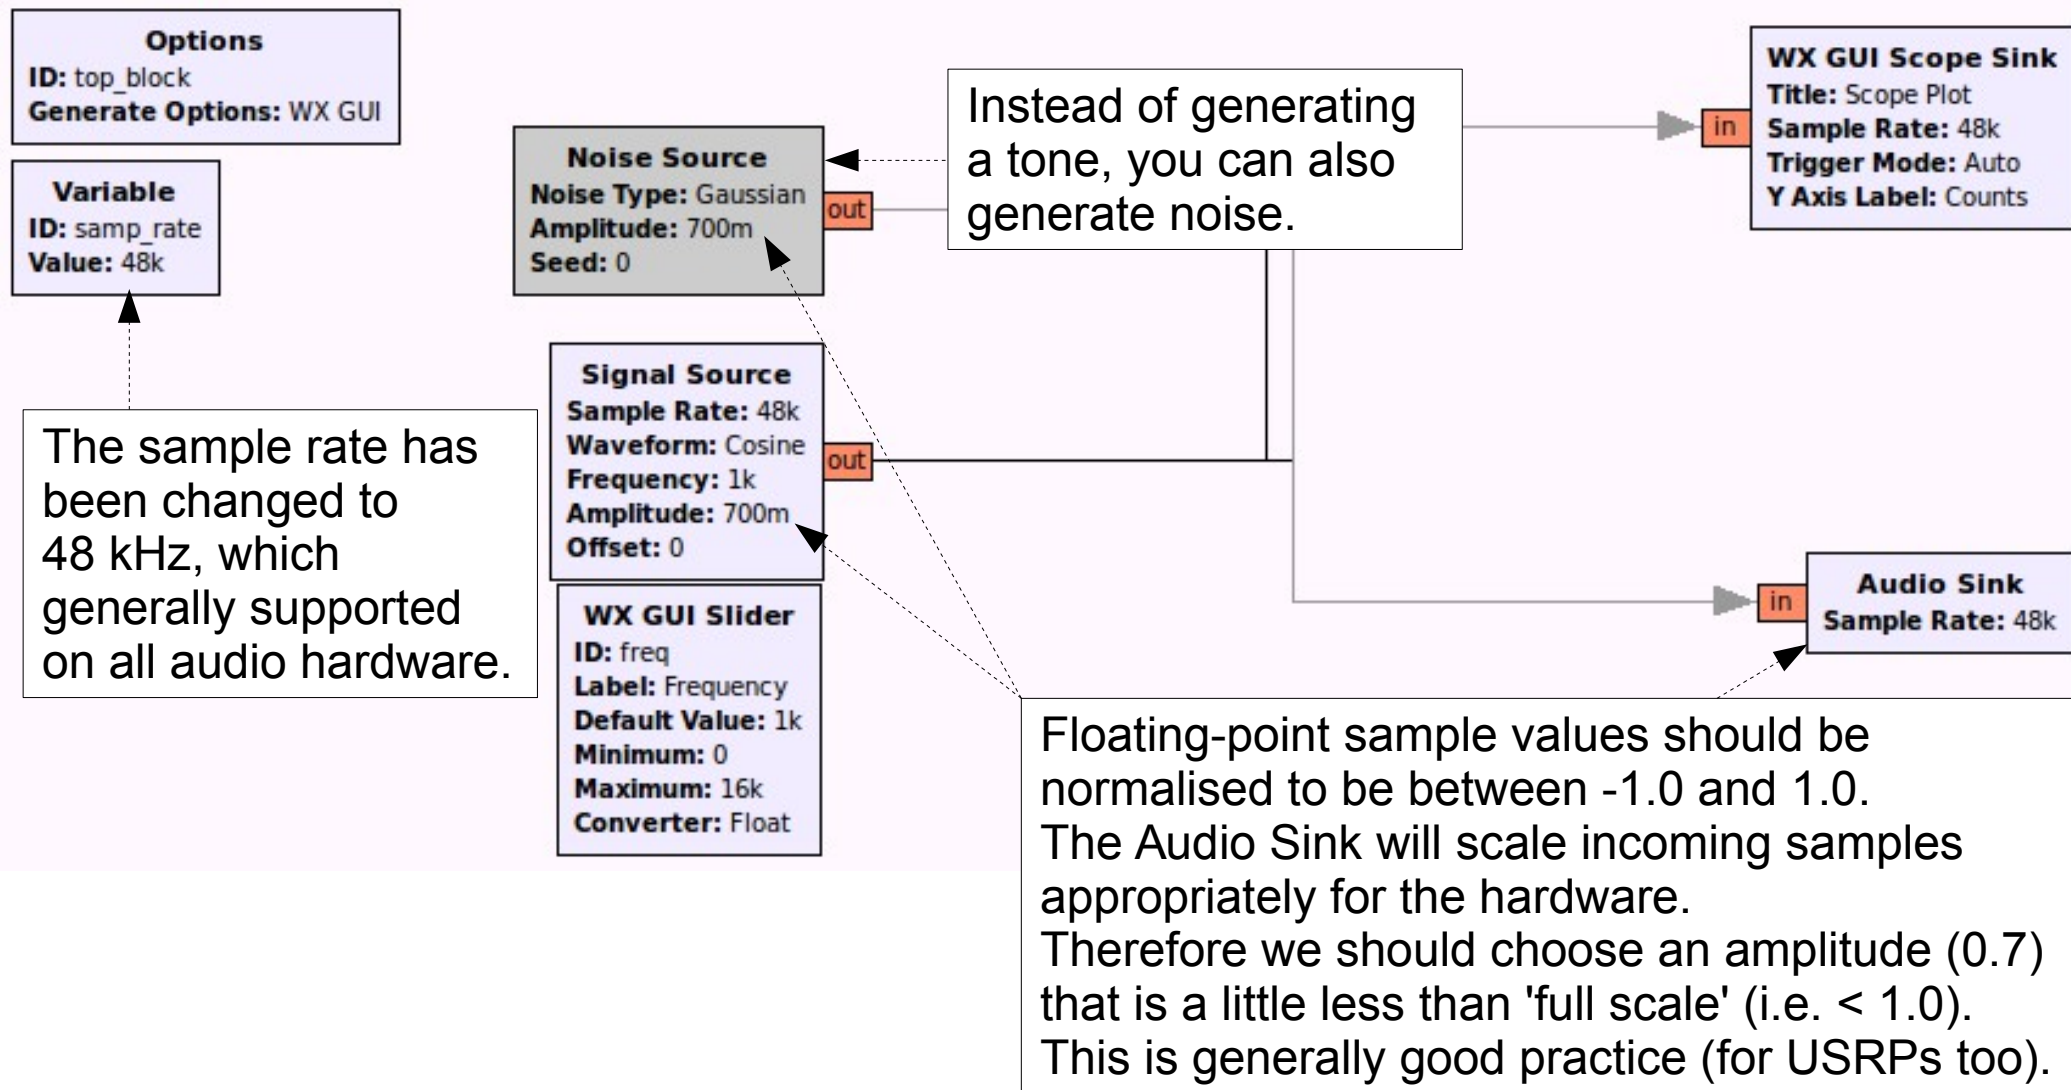 Options
ID: top_block
Generate Options: WX GUI
Variable
ID: samp_rate
Value: 48k
The sample rate has
been changed to
48 kHz, which
generally supported
on all audio hardware.
Noise Source
Noise Type: Gaussian
Amplitude: 700m
Seed: 0
out
Instead of generating
a tone, you can also
generate noise.
Signal Source
Sample Rate: 48k
Waveform: Cosine
Frequency: 1k
Amplitude: 700m
Offset: 0
out
WX GUI Slider
ID: freq
Label: Frequency
Default Value: 1k
Minimum: 0
Maximum: 16k
Converter: Float
in
WX GUI Scope Sink
Title: Scope Plot
Sample Rate: 48k
Trigger Mode: Auto
Y Axis Label: Counts
in
Audio Sink
Sample Rate: 48k
Floating-point sample values should be
normalised to be between -1.0 and 1.0.
The Audio Sink will scale incoming samples
appropriately for the hardware.
Therefore we should choose an amplitude (0.7)
that is a little less than 'full scale' (i.e. < 1.0).
This is generally good practice (for USRPs too).